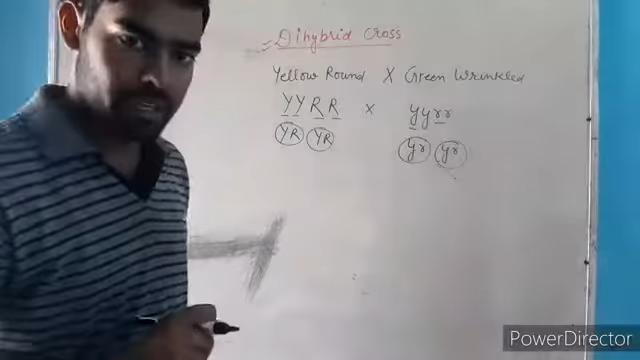 Dihybrid Cross
Yellow Round X Green Wrinkled
YYRR x yyrr
YR YR yr yr
PowerDirector